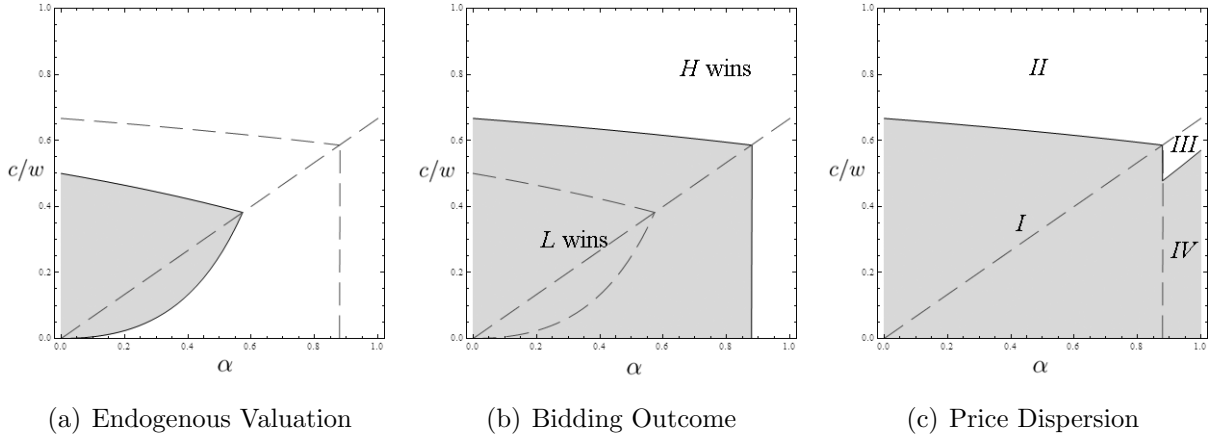 1.0
0.8
0.6
c/w
0.4
0.2
0.0
0.0 0.2 0.4 0.6 0.8 1.0
α
(a) Endogenous Valuation
1.0
H wins
0.8
0.6
c/w
0.4
L wins
0.2
0.0
0.0 0.2 0.4 0.6 0.8 1.0
α
(b) Bidding Outcome
1.0
II
0.8
0.6
III
c/w
0.4
I
IV
0.2
0.0
0.0 0.2 0.4 0.6 0.8 1.0
α
(c) Price Dispersion